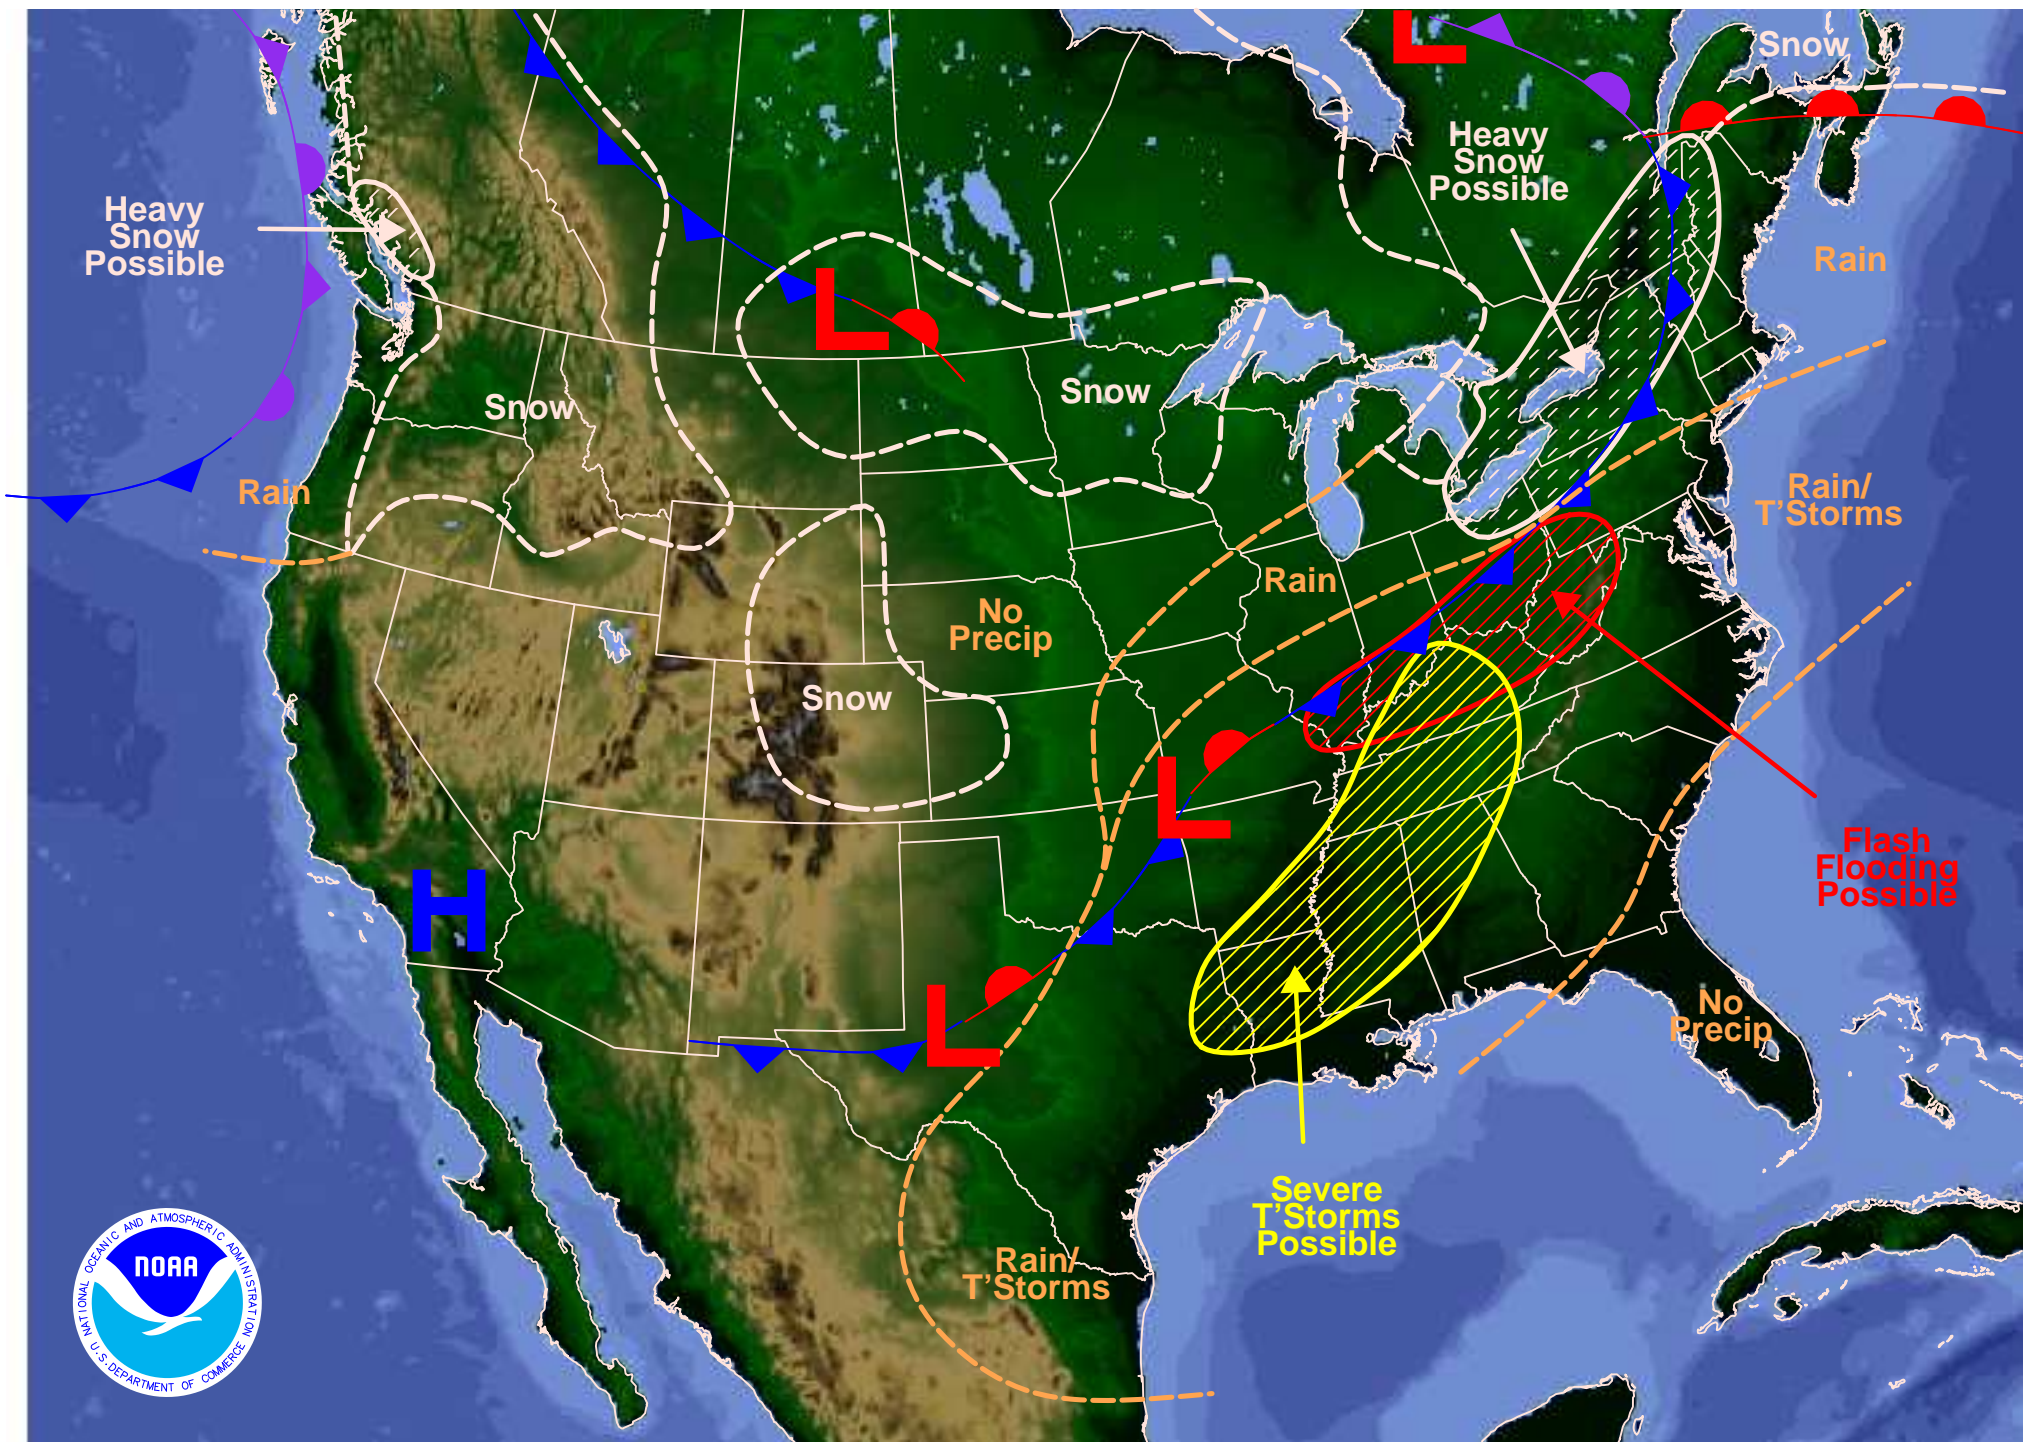 Snow
Heavy
Snow
Possible
L
Heavy
Snow
Possible
Rain
L
Snow
Snow
Rain
Rain/
T'Storms
Rain
No
Precip
Snow
L
Flash
Flooding
Possible
H
L
No
Precip
Severe
T'Storms
Possible
Rain/
T'Storms
NOAA
NATIONAL OCEANIC AND ATMOSPHERIC ADMINISTRATION
U.S. DEPARTMENT OF COMMERCE